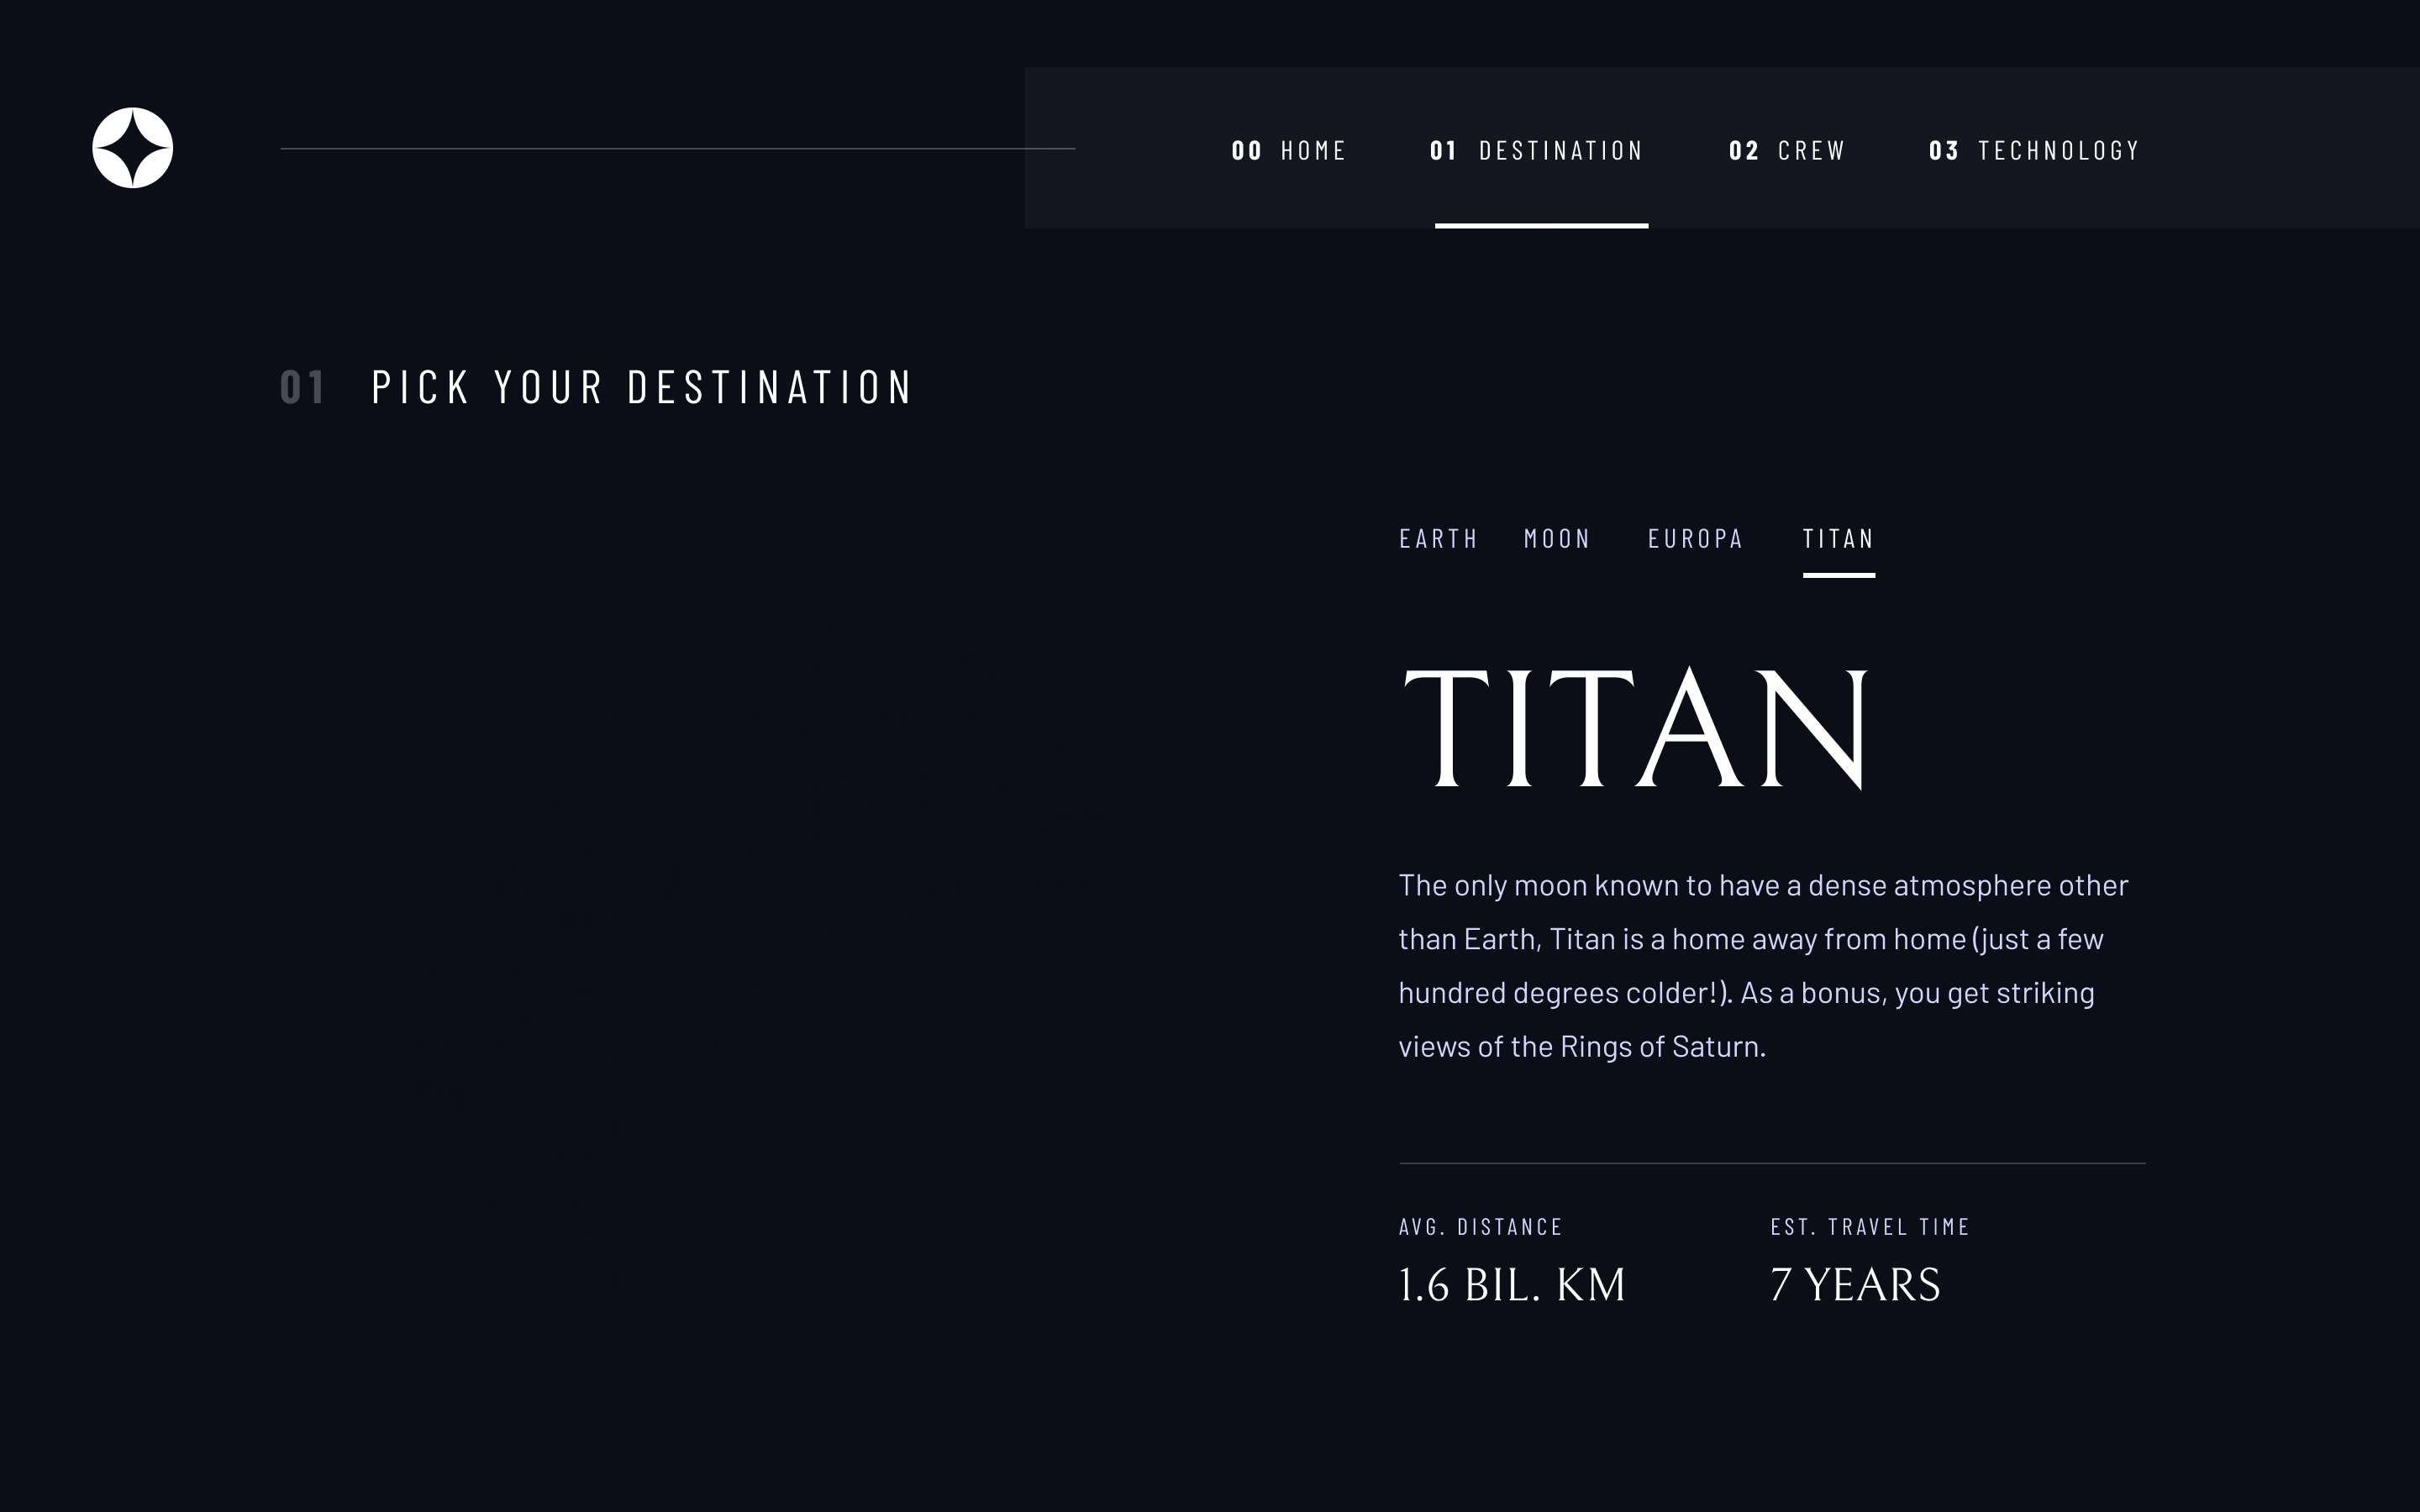 00 HOME 01 DESTINATION 02 CREW 03 TECHNOLOGY
01 PICK YOUR DESTINATION
EARTH MOON EUROPA TITAN
TITAN
The only moon known to have a dense atmosphere other
than Earth, Titan is a home away from home (just a few
hundred degrees colder!). As a bonus, you get striking
views of the Rings of Saturn.
AVG. DISTANCE
1.6 BIL. KM
EST. TRAVEL TIME
7 YEARS